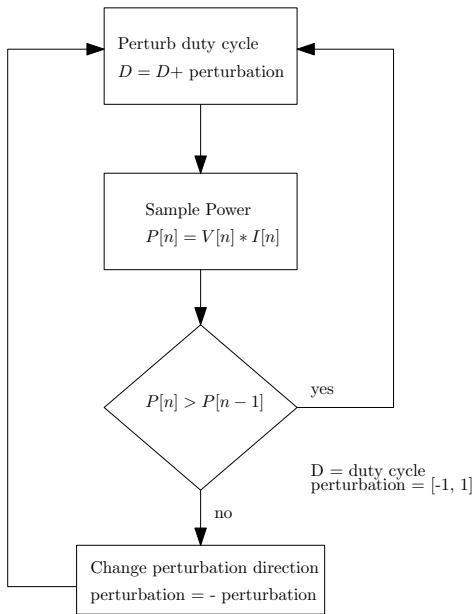 Perturb duty cycle
D = D+ perturbation
Sample Power
P[n] = V[n] ∗ I[n]
P[n] > P[n − 1]
yes
D = duty cycle
perturbation = [-1, 1]
no
Change perturbation direction
perturbation = - perturbation